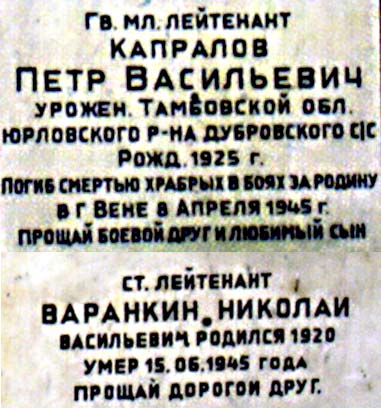 Гв. мл. лейтенант
Капралов
Петр Васильевич
урожен. Тамбовской обл.
Юрловского р-на Дубровского с/с
Рожд. 1925 г.
Погиб смертью храбрых в боях за Родину
в г. Вене 8 Апреля 1945 г.
Прощай боевой друг и любимый сын
ст. лейтенант
Варанкин Николаи
Васильевич родился 1920
умер 15.06.1945 года
Прощай дорогои друг.